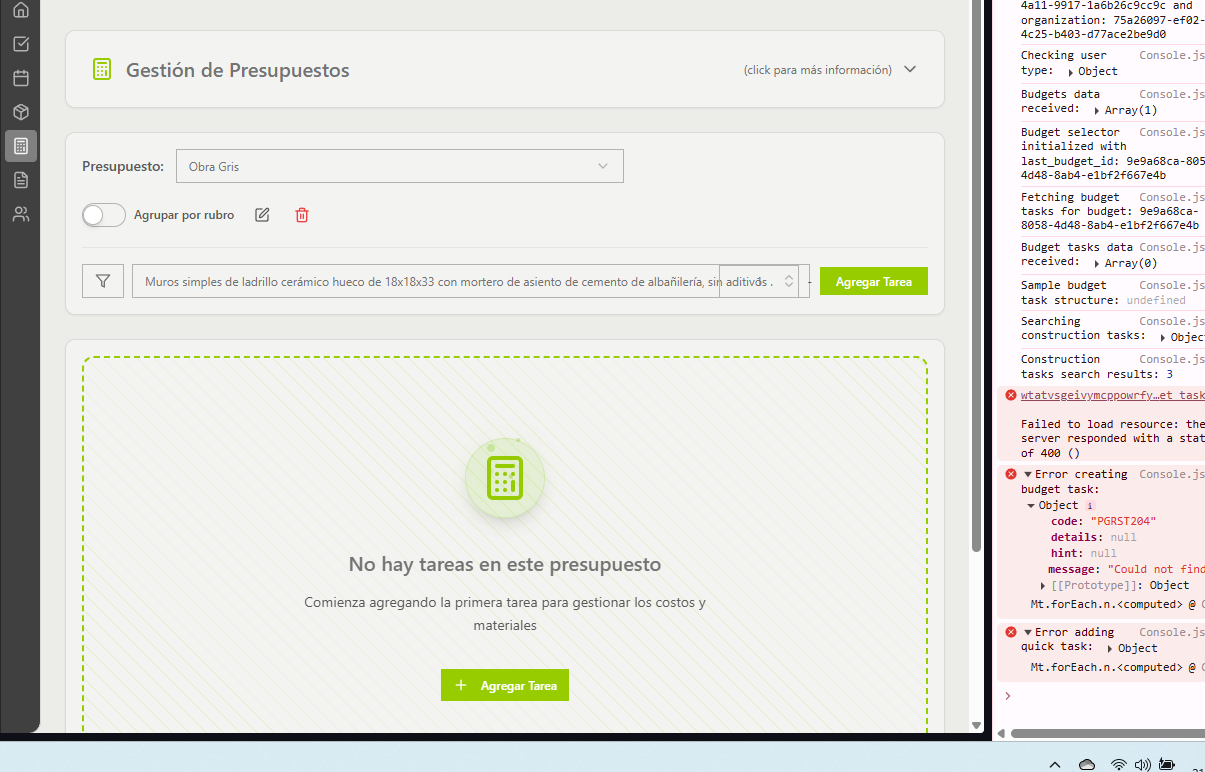 Gestión de Presupuestos
(click para más información)
Presupuesto:
Obra Gris
Agrupar por rubro
Muros simples de ladrillo cerámico hueco de 18x18x33 con mortero de asiento de cemento de albañilería, sin aditivos .
-
Agregar Tarea
No hay tareas en este presupuesto
Comienza agregando la primera tarea para gestionar los costos y
materiales
+ Agregar Tarea
4a11-9917-1a6b26c9cc9c and
organization: 75a26097-ef02-
4c25-b403-d77ace2be9d0
Checking user Console.js
type: ▸ Object
Budgets data Console.js
received: ▸ Array(1)
Budget selector Console.js
initialized with
last_budget_id: 9e9a68ca-805
4d48-8ab4-e1bf2f667e4b
Fetching budget Console.js
tasks for budget: 9e9a68ca-
8058-4d48-8ab4-e1bf2f667e4b
Budget tasks data Console.js
received: ▸ Array(0)
Sample budget Console.js
task structure: undefined
Searching Console.js
construction tasks: ▸ Objec
Construction Console.js
tasks search results: 3
wtatvsgeivymcppowrfy…et_task
Failed to load resource: the
server responded with a stat
of 400 ()
▾ Error creating Console.js
budget task:
▾ Object i
code: "PGRST204"
details: null
hint: null
message: "Could not find
▸ [[Prototype]]: Object
Mt.forEach.n.<computed> @
▾ Error adding Console.js
quick task: ▸ Object
Mt.forEach.n.<computed> @
>